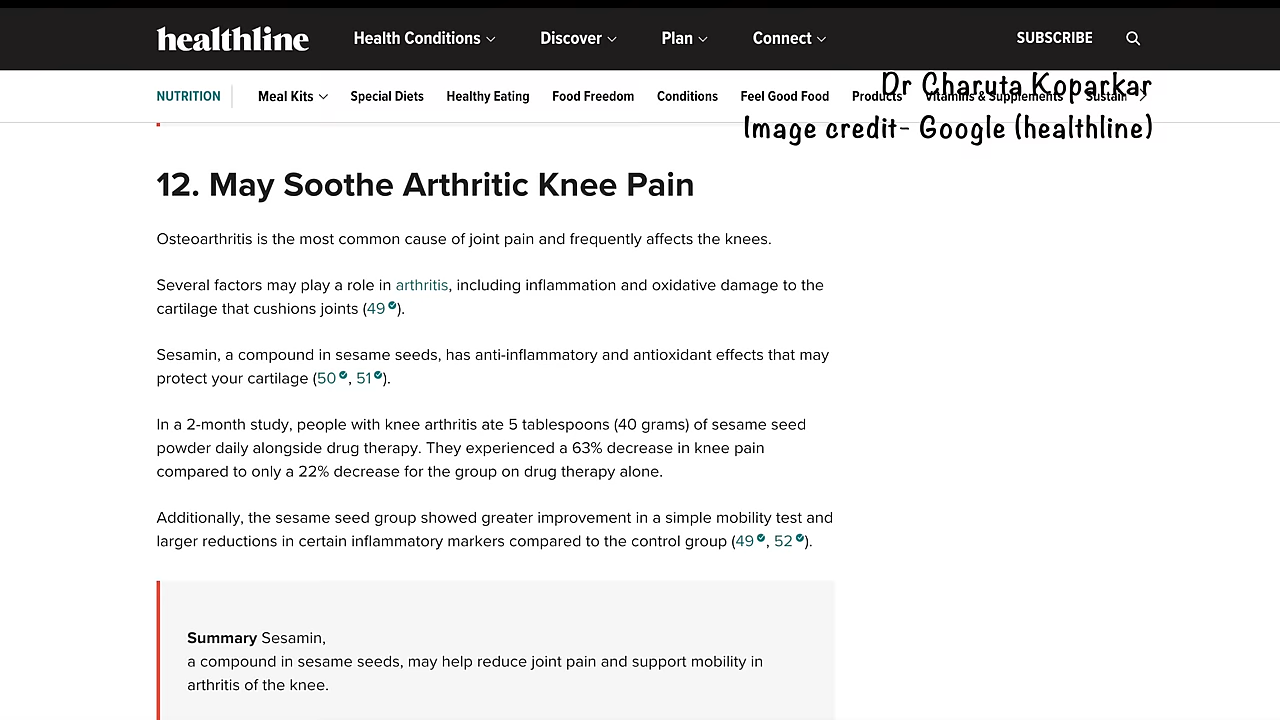 healthline
Health Conditions
Discover
Plan
Connect
SUBSCRIBE
Dr Charuta Koparkar
NUTRITION
Meal Kits
Special Diets
Healthy Eating
Food Freedom
Conditions
Feel Good Food
Products
Vitamins & Supplements
Sustain
Image credit- Google (healthline)
12. May Soothe Arthritic Knee Pain
Osteoarthritis is the most common cause of joint pain and frequently affects the knees.
Several factors may play a role in arthritis, including inflammation and oxidative damage to the
cartilage that cushions joints (49).
Sesamin, a compound in sesame seeds, has anti-inflammatory and antioxidant effects that may
protect your cartilage (50, 51).
In a 2-month study, people with knee arthritis ate 5 tablespoons (40 grams) of sesame seed
powder daily alongside drug therapy. They experienced a 63% decrease in knee pain
compared to only a 22% decrease for the group on drug therapy alone.
Additionally, the sesame seed group showed greater improvement in a simple mobility test and
larger reductions in certain inflammatory markers compared to the control group (49, 52).
Summary Sesamin,
a compound in sesame seeds, may help reduce joint pain and support mobility in
arthritis of the knee.